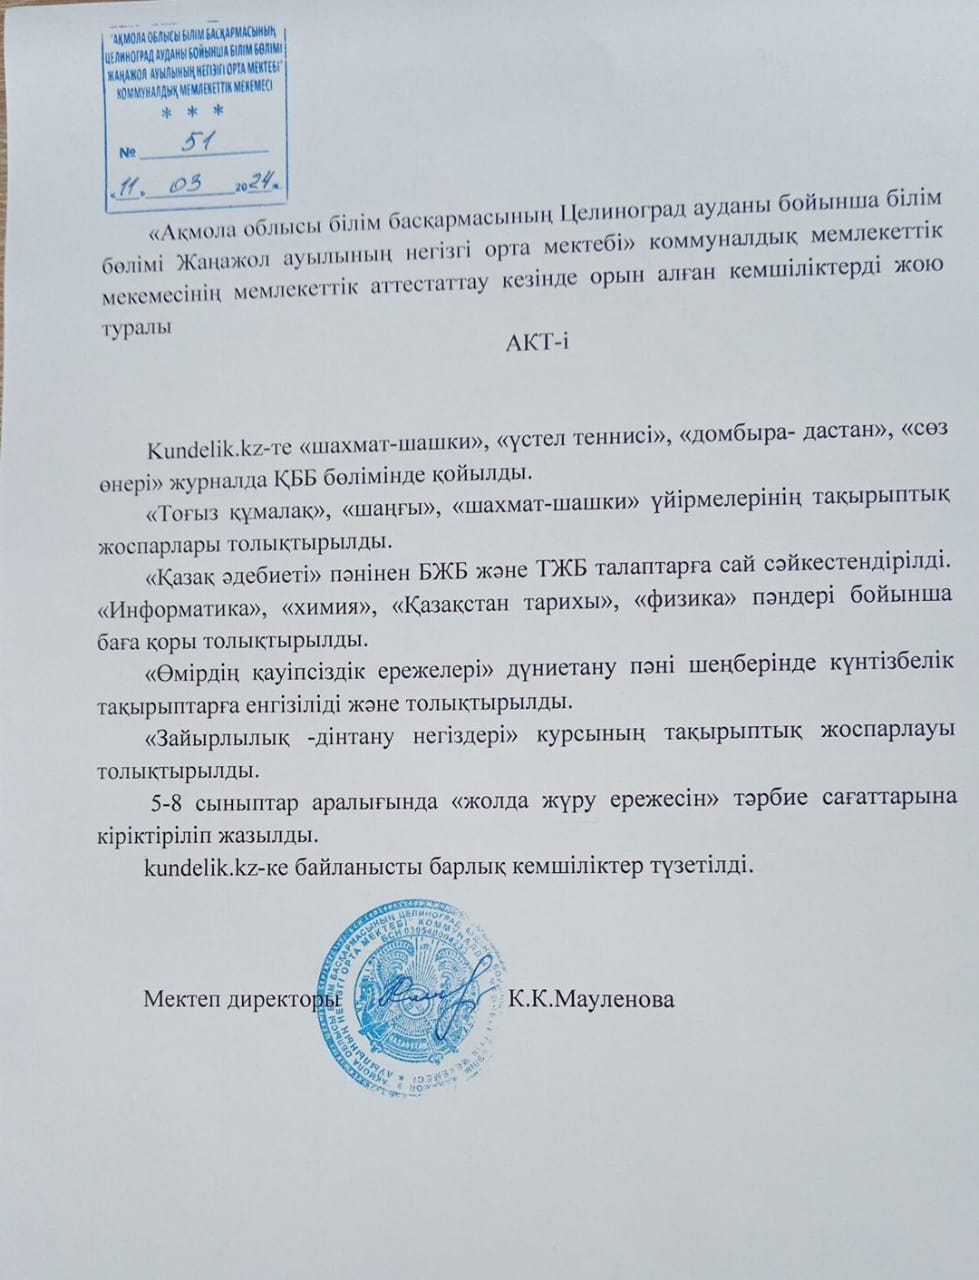 "АҚМОЛА ОБЛЫСЫ БІЛІМ БАСҚАРМАСЫНЫҢ
ЦЕЛИНОГРАД АУДАНЫ БОЙЫНША БІЛІМ БӨЛІМІ
ЖАҢАЖОЛ АУЫЛЫНЫҢ НЕГІЗГІ ОРТА МЕКТЕБІ"
КОММУНАЛДЫҚ МЕМЛЕКЕТТІК МЕКЕМЕСІ
* * *
№ 51
«11» 03 2024ж.
«Ақмола облысы білім басқармасының Целиноград ауданы бойынша білім
бөлімі Жаңажол ауылының негізгі орта мектебі» коммуналдық мемлекеттік
мекемесінің мемлекеттік аттестаттау кезінде орын алған кемшіліктерді жою
туралы
АКТ-і
Kundelik.kz-те «шахмат-шашки», «үстел теннисі», «домбыра- дастан», «сөз
өнері» журналда ҚББ бөлімінде қойылды.
«Тоғыз құмалақ», «шаңғы», «шахмат-шашки» үйірмелерінің тақырыптық
жоспарлары толықтырылды.
«Қазақ әдебиеті» пәнінен БЖБ және ТЖБ талаптарға сай сәйкестендірілді.
«Информатика», «химия», «Қазақстан тарихы», «физика» пәндері бойынша
баға қоры толықтырылды.
«Өмірдің қауіпсіздік ережелері» дүниетану пәні шеңберінде күнтізбелік
тақырыптарға енгізіліді және толықтырылды.
«Зайырлылық -дінтану негіздері» курсының тақырыптық жоспарлауы
толықтырылды.
5-8 сыныптар аралығында «жолда жүру ережесін» тәрбие сағаттарына
кіріктіріліп жазылды.
kundelik.kz-ке байланысты барлық кемшіліктер түзетілді.
Мектеп директоры К.К.Мауленова